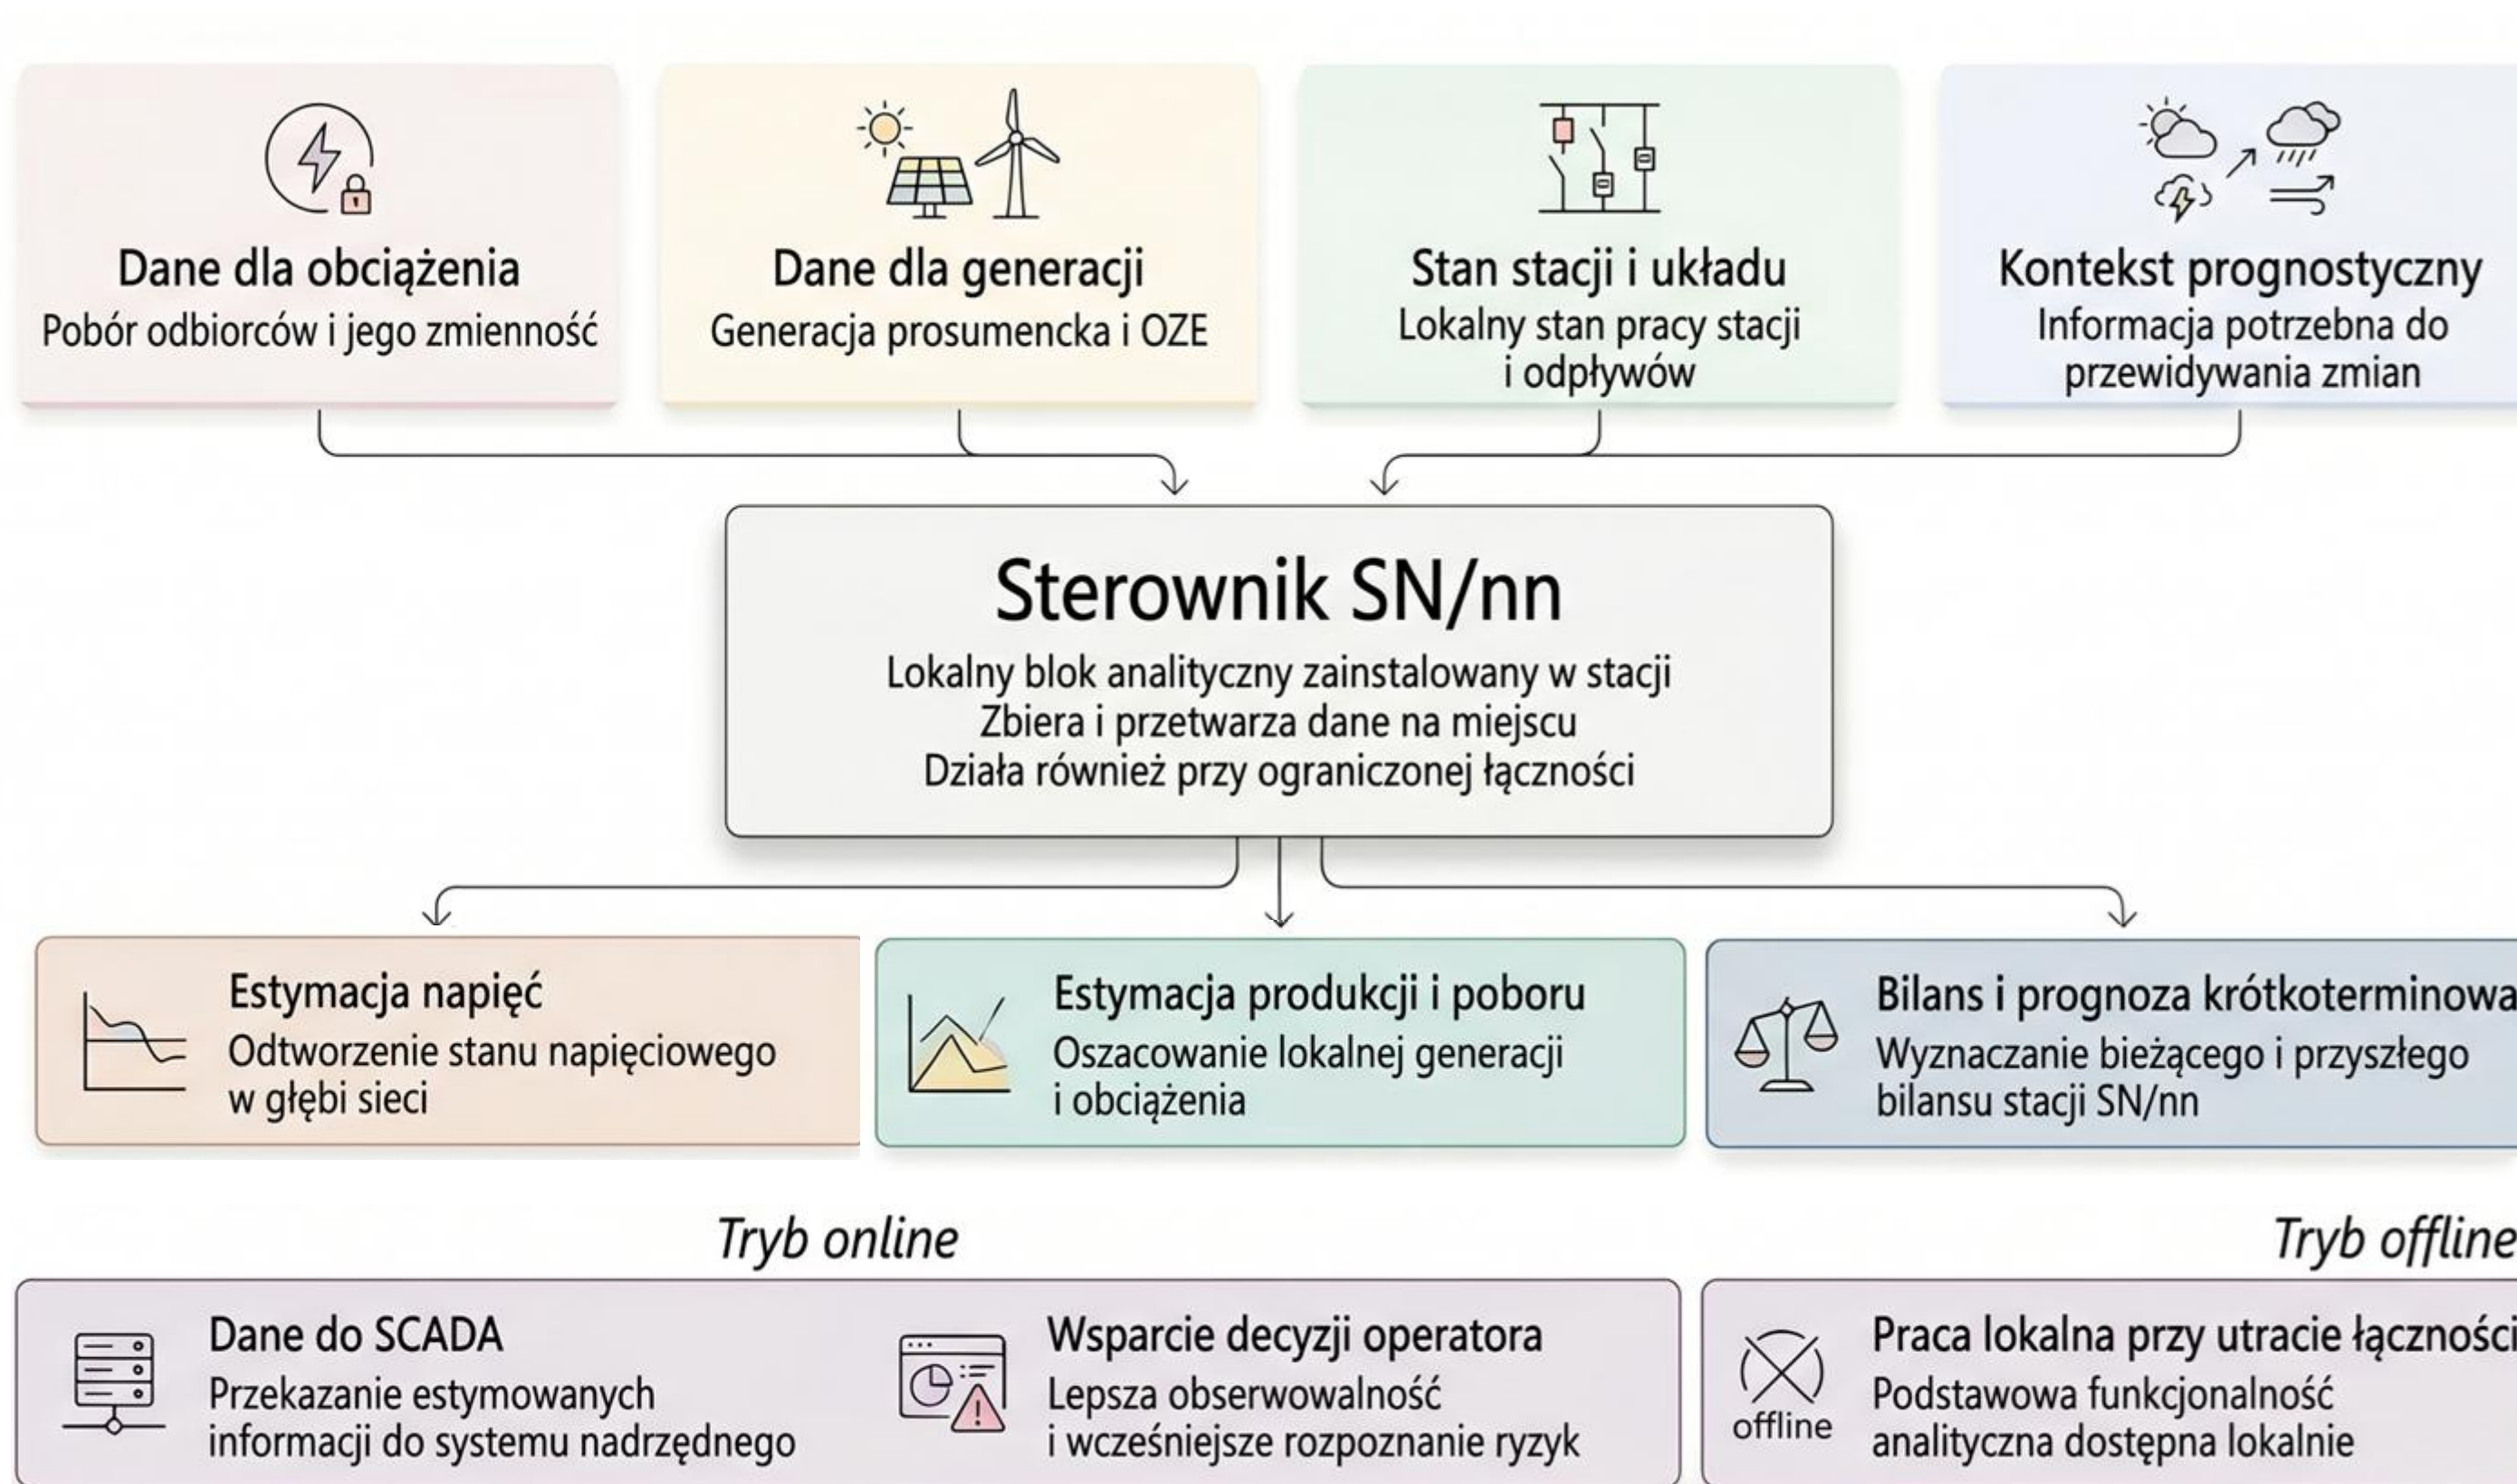 Dane dla obciążenia
Pobór odbiorców i jego zmienność
Dane dla generacji
Generacja prosumencka i OZE
Stan stacji i układu
Lokalny stan pracy stacji
i odpływów
Kontekst prognostyczny
Informacja potrzebna do
przewidywania zmian
Sterownik SN/nn
Lokalny blok analityczny zainstalowany w stacji
Zbiera i przetwarza dane na miejscu
Działa również przy ograniczonej łączności
Estymacja napięć
Odtworzenie stanu napięciowego
w głębi sieci
Estymacja produkcji i poboru
Oszacowanie lokalnej generacji
i obciążenia
Bilans i prognoza krótkoterminowa
Wyznaczanie bieżącego i przyszłego
bilansu stacji SN/nn
Tryb online
Dane do SCADA
Przekazanie estymowanych
informacji do systemu nadrzędnego
Wsparcie decyzji operatora
Lepsza obserwowalność
i wcześniejsze rozpoznanie ryzyk
Tryb offline
offline
Praca lokalna przy utracie łączności
Podstawowa funkcjonalność
analityczna dostępna lokalnie